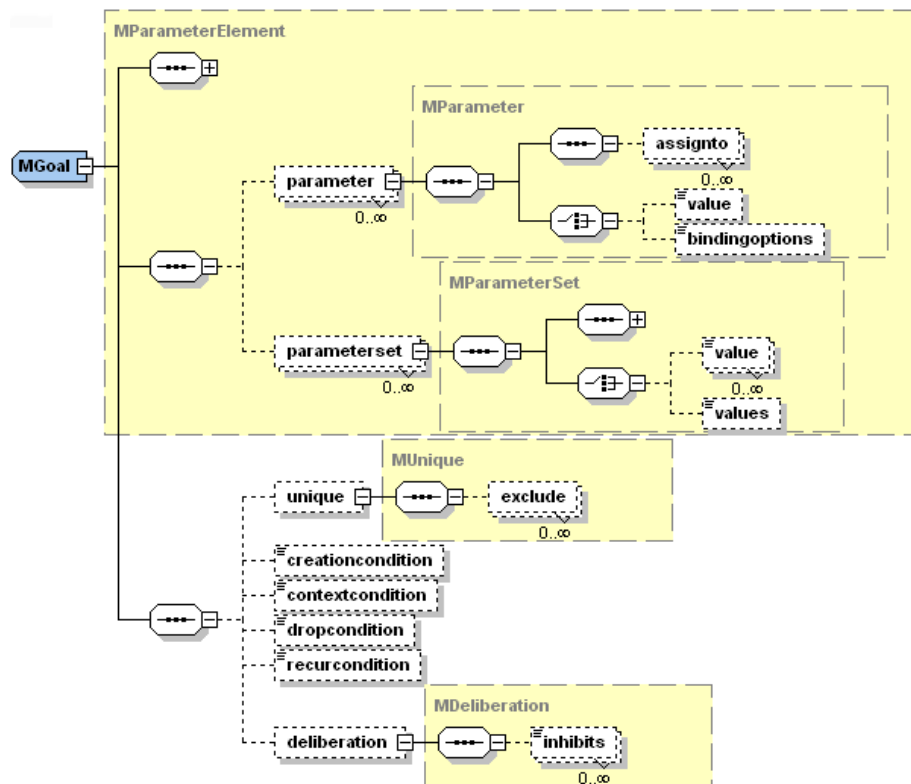 MParameterElement
MParameter
assignto
0..∞
MGoal
parameter
0..∞
value
bindingoptions
MParameterSet
parameterset
0..∞
value
0..∞
values
MUnique
unique
exclude
0..∞
creationcondition
contextcondition
dropcondition
recurcondition
MDeliberation
deliberation
inhibits
0..∞